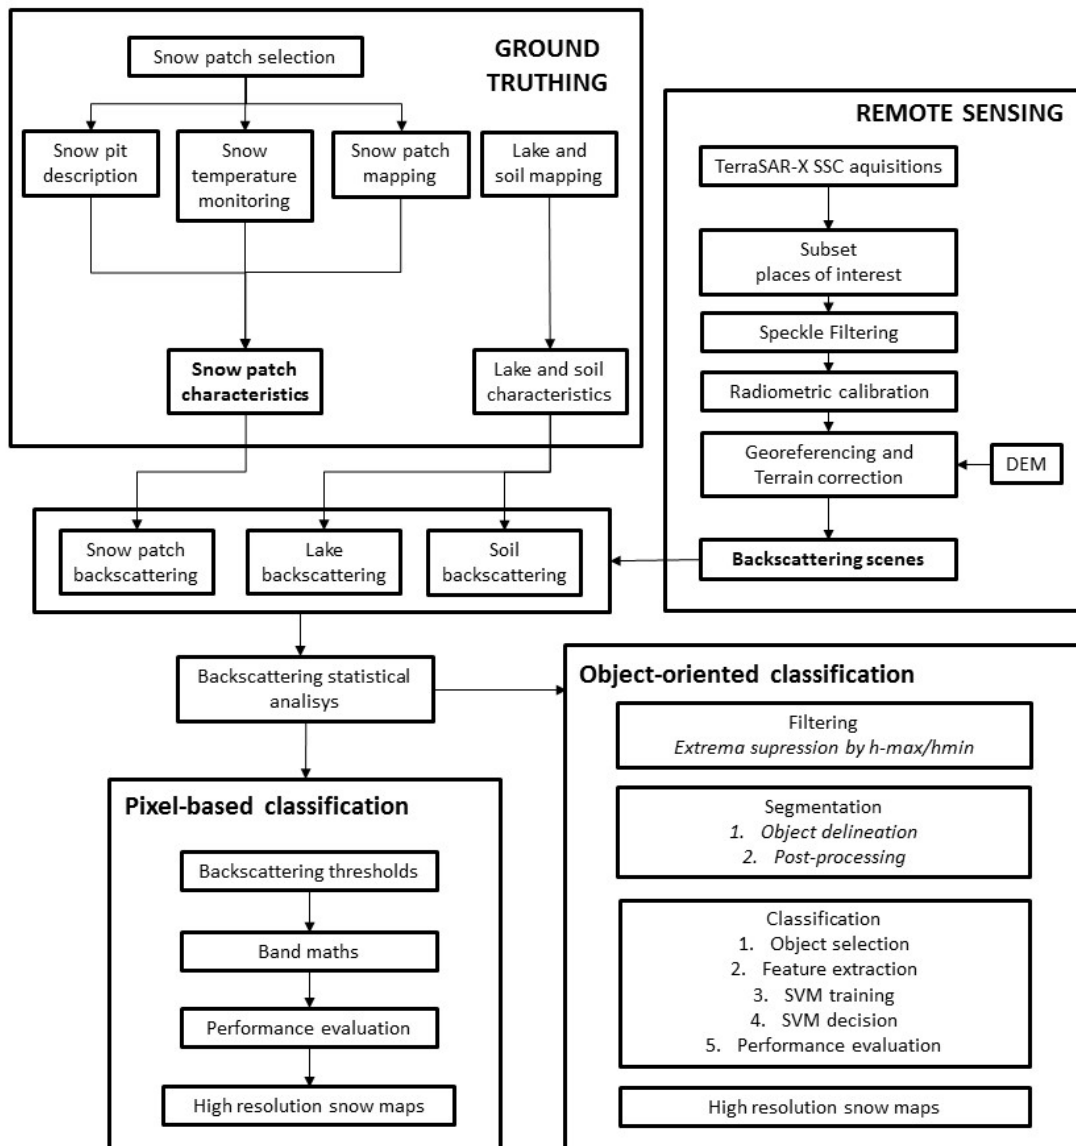 GROUND
TRUTHING
Snow patch selection
Snow pit
description
Snow
temperature
monitoring
Snow patch
mapping
Lake and
soil mapping
Snow patch
characteristics
Lake and soil
characteristics
REMOTE SENSING
TerraSAR-X SSC aquisitions
Subset
places of interest
Speckle Filtering
Radiometric calibration
Georeferencing and
Terrain correction
DEM
Backscattering scenes
Snow patch
backscattering
Lake
backscattering
Soil
backscattering
Backscattering statistical
analisys
Pixel-based classification
Backscattering thresholds
Band maths
Performance evaluation
High resolution snow maps
Object-oriented classification
Filtering
Extrema supression by h-max/hmin
Segmentation
1. Object delineation
2. Post-processing
Classification
1. Object selection
2. Feature extraction
3. SVM training
4. SVM decision
5. Performance evaluation
High resolution snow maps